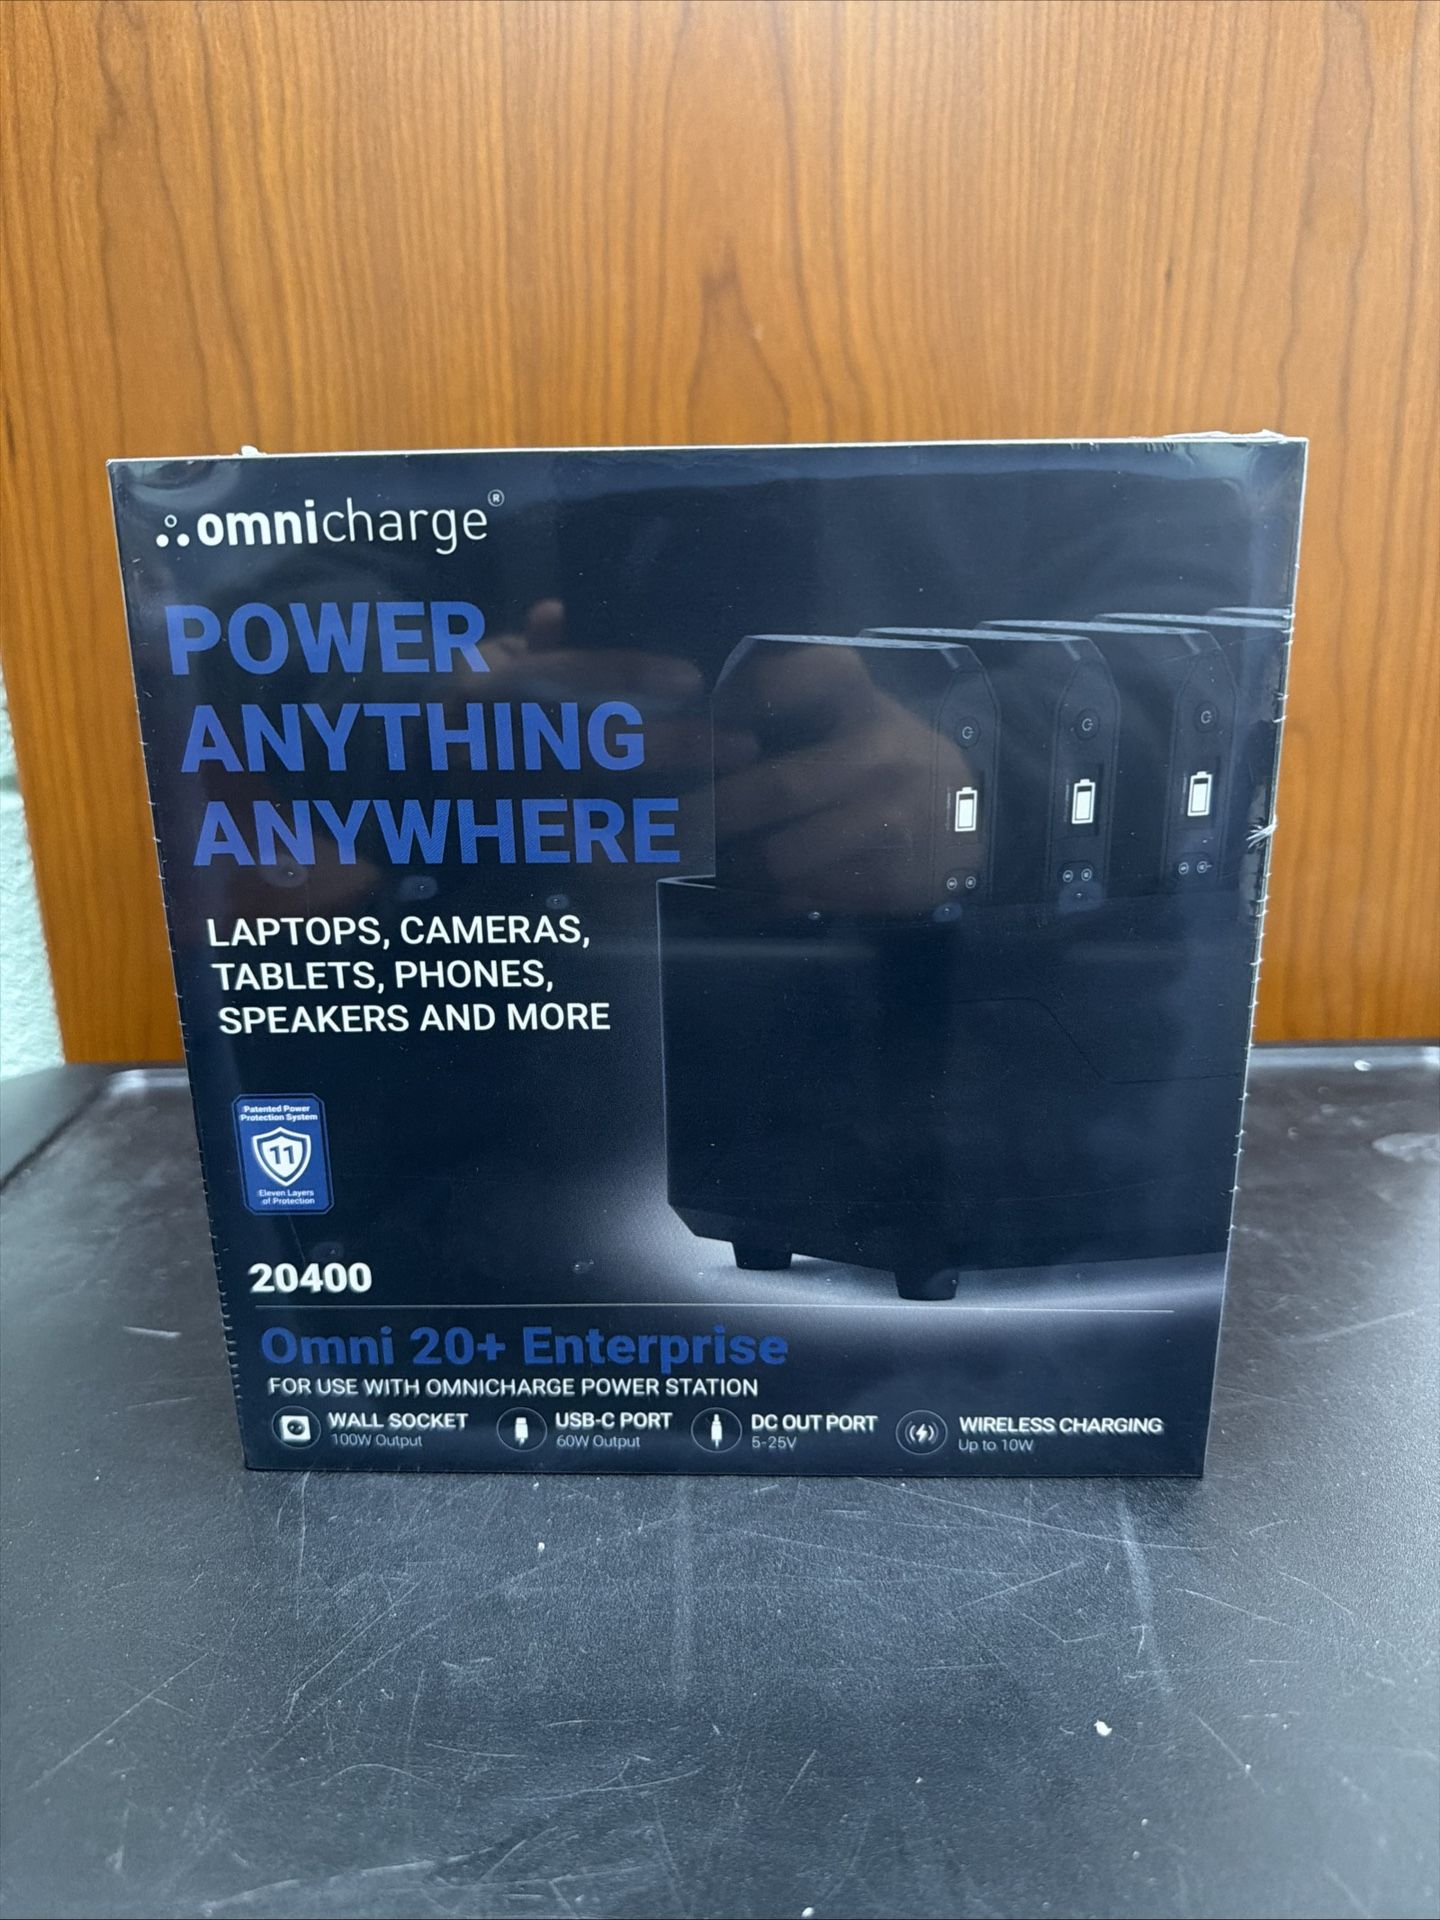 omnicharge®
POWER
ANYTHING
ANYWHERE
LAPTOPS, CAMERAS,
TABLETS, PHONES,
SPEAKERS AND MORE
Patented Power
Protection System
11
Eleven Layers
of Protection
20400
Omni 20+ Enterprise
FOR USE WITH OMNICHARGE POWER STATION
WALL SOCKET
100W Output
USB-C PORT
60W Output
DC OUT PORT
5-25V
WIRELESS CHARGING
Up to 10W